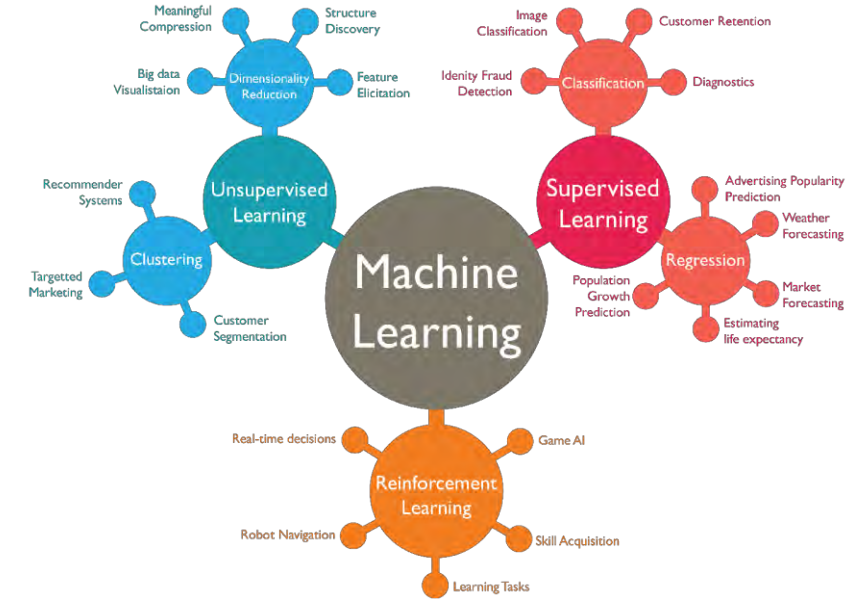 Meaningful
Compression
Structure
Discovery
Big data
Visualistaion
Dimensionality
Reduction
Feature
Elicitation
Unsupervised
Learning
Recommender
Systems
Clustering
Targetted
Marketing
Customer
Segmentation
Machine
Learning
Image
Classification
Customer Retention
Idenity Fraud
Detection
Classification
Diagnostics
Supervised
Learning
Advertising Popularity
Prediction
Weather
Forecasting
Regression
Population
Growth
Prediction
Market
Forecasting
Estimating
life expectancy
Real-time decisions
Game AI
Reinforcement
Learning
Robot Navigation
Skill Acquisition
Learning Tasks